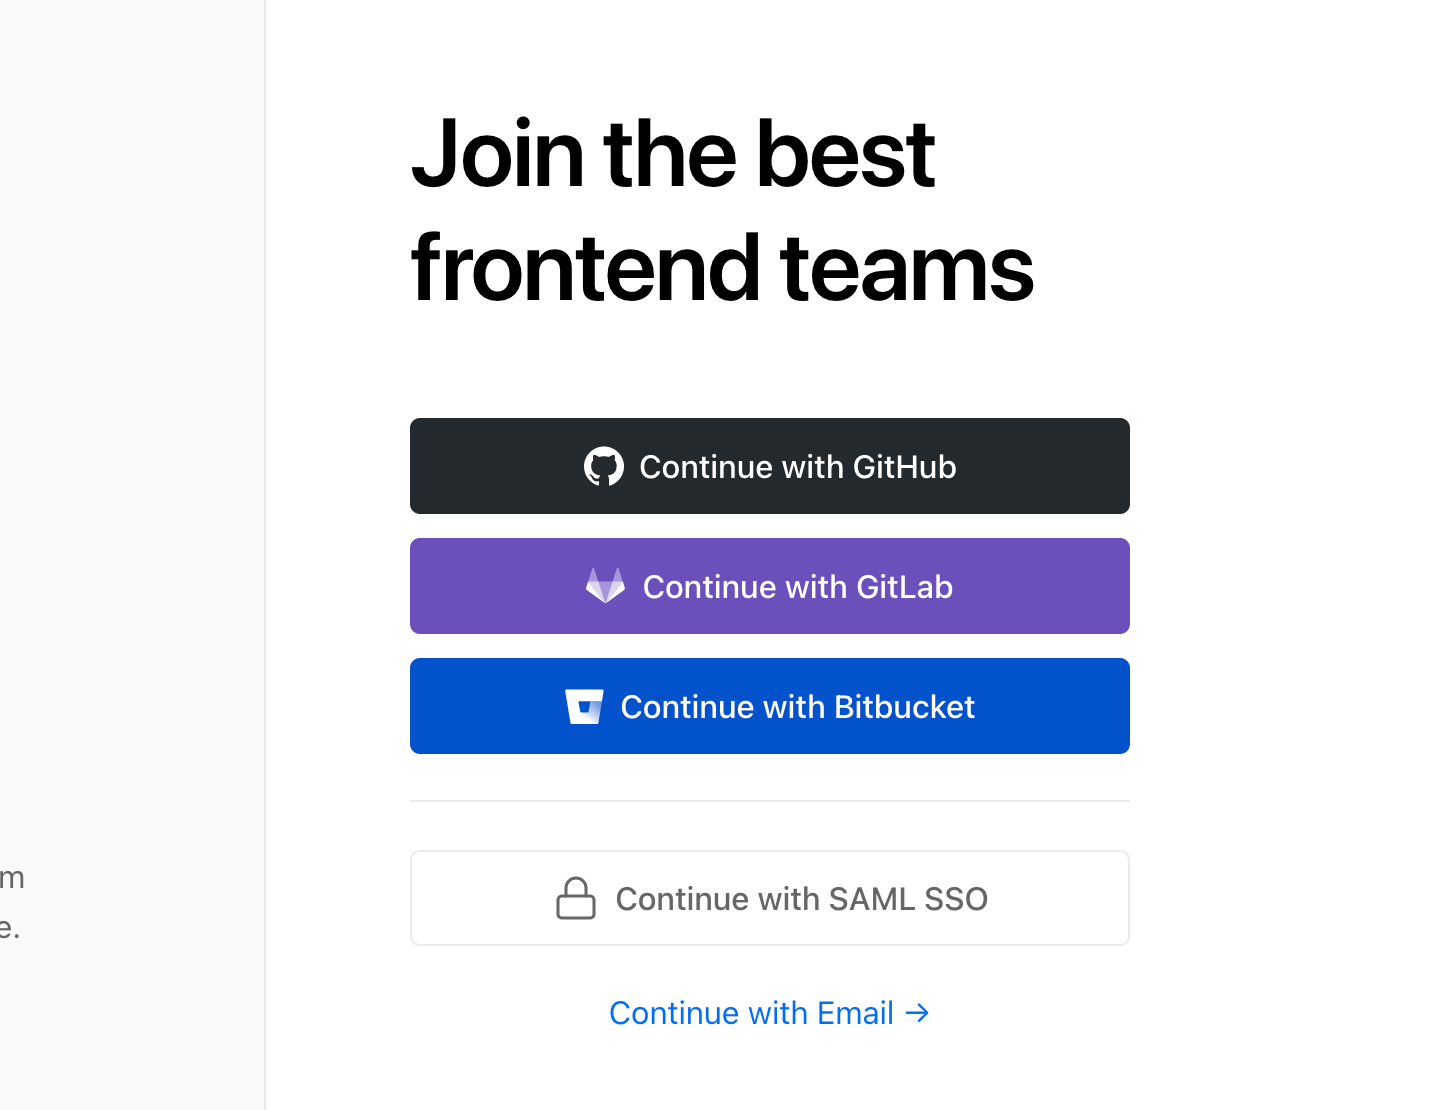 Join the best
frontend teams
Continue with GitHub
Continue with GitLab
Continue with Bitbucket
m
e.
Continue with SAML SSO
Continue with Email →